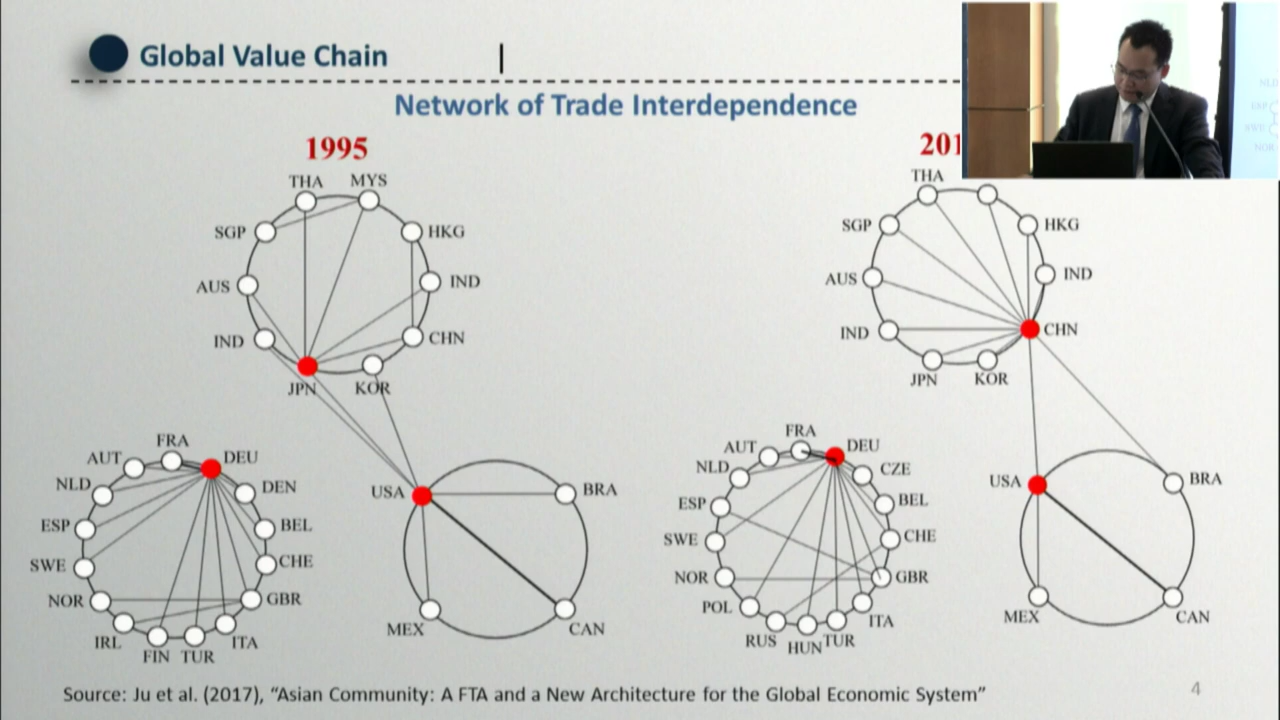 Global Value Chain
Network of Trade Interdependence
1995
THA MYS
SGP HKG
AUS IND
IND CHN
JPN KOR
FRA
AUT DEU
NLD DEN
ESP BEL
SWE CHE
NOR GBR
IRL ITA
FIN TUR
USA BRA
MEX CAN
201
THA
SGP HKG
AUS IND
IND CHN
JPN KOR
FRA
AUT DEU
NLD CZE
ESP BEL
SWE CHE
NOR GBR
POL ITA
RUS HUN TUR
USA BRA
MEX CAN
Source: Ju et al. (2017), “Asian Community: A FTA and a New Architecture for the Global Economic System”
4